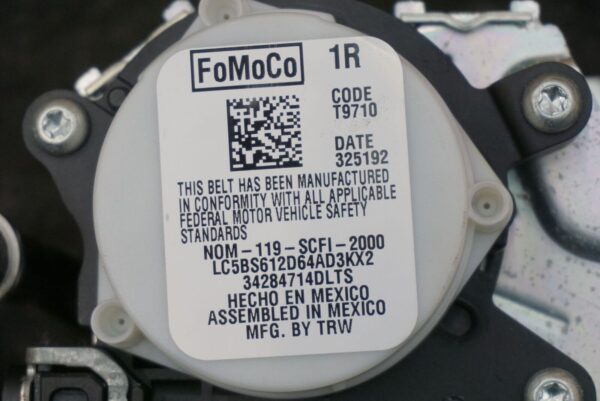 FoMoCo 1R
CODE
T9710
DATE
325192
THIS BELT HAS BEEN MANUFACTURED
IN CONFORMITY WITH ALL APPLICABLE
FEDERAL MOTOR VEHICLE SAFETY
STANDARDS
NOM-119-SCFI-2000
LC5BS612D64AD3KX2
34284714DLTS
HECHO EN MEXICO
ASSEMBLED IN MEXICO
MFG. BY TRW